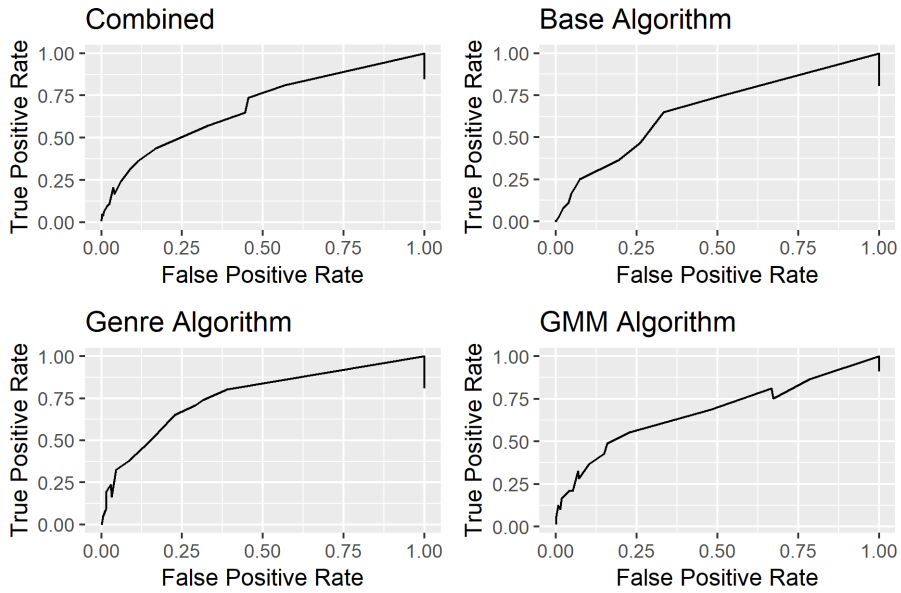 Combined
True Positive Rate
1.00
0.75
0.50
0.25
0.00
0.00 0.25 0.50 0.75 1.00
False Positive Rate
Base Algorithm
True Positive Rate
1.00
0.75
0.50
0.25
0.00
0.00 0.25 0.50 0.75 1.00
False Positive Rate
Genre Algorithm
True Positive Rate
1.00
0.75
0.50
0.25
0.00
0.00 0.25 0.50 0.75 1.00
False Positive Rate
GMM Algorithm
True Positive Rate
1.00
0.75
0.50
0.25
0.00
0.00 0.25 0.50 0.75 1.00
False Positive Rate